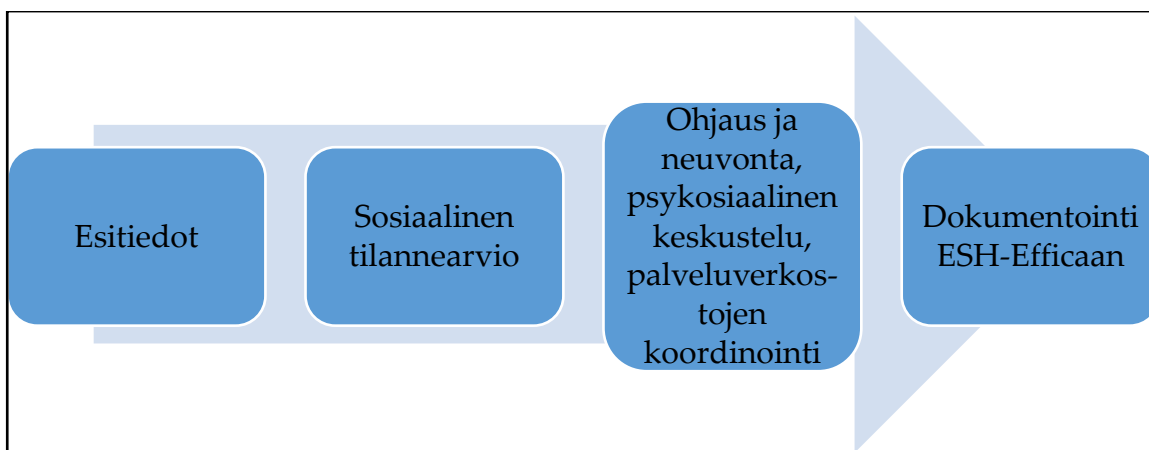 Esitiedot
Sosiaalinen
tilannearvio
Ohjaus ja
neuvonta,
psykosiaalinen
keskustelu,
palveluverkos-
tojen
koordinointi
Dokumentointi
ESH-Efficaan